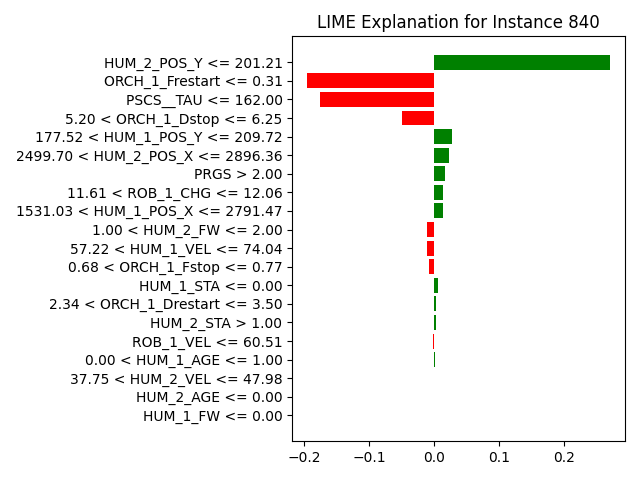 LIME Explanation for Instance 840
HUM_2_POS_Y <= 201.21
ORCH_1_Frestart <= 0.31
PSCS__TAU <= 162.00
5.20 < ORCH_1_Dstop <= 6.25
177.52 < HUM_1_POS_Y <= 209.72
2499.70 < HUM_2_POS_X <= 2896.36
PRGS > 2.00
11.61 < ROB_1_CHG <= 12.06
1531.03 < HUM_1_POS_X <= 2791.47
1.00 < HUM_2_FW <= 2.00
57.22 < HUM_1_VEL <= 74.04
0.68 < ORCH_1_Fstop <= 0.77
HUM_1_STA <= 0.00
2.34 < ORCH_1_Drestart <= 3.50
HUM_2_STA > 1.00
ROB_1_VEL <= 60.51
0.00 < HUM_1_AGE <= 1.00
37.75 < HUM_2_VEL <= 47.98
HUM_2_AGE <= 0.00
HUM_1_FW <= 0.00
−0.2 −0.1 0.0 0.1 0.2